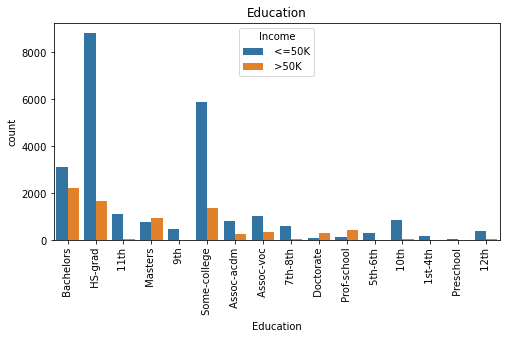 Education
Income
<=50K
>50K
count
8000
6000
4000
2000
0
Bachelors
HS-grad
11th
Masters
9th
Some-college
Assoc-acdm
Assoc-voc
7th-8th
Doctorate
Prof-school
5th-6th
10th
1st-4th
Preschool
12th
Education